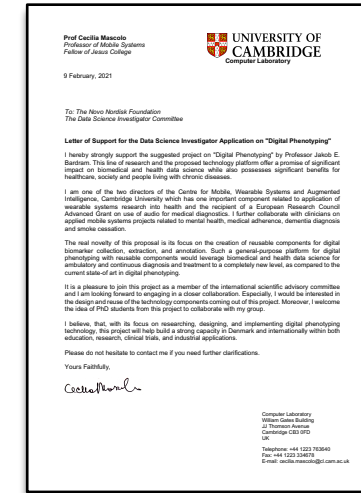 Prof Cecilia Mascolo
Professor of Mobile Systems
Fellow of Jesus College
UNIVERSITY OF
CAMBRIDGE
Computer Laboratory
9 February, 2021
To: The Novo Nordisk Foundation
The Data Science Investigator Committee
Letter of Support for the Data Science Investigator Application on "Digital Phenotyping"
I hereby strongly support the suggested project on "Digital Phenotyping" by Professor Jakob E.
Bardram. This line of research and the proposed technology platform offer a promise of significant
impact on biomedical and health data science while also possesses significant benefits for
healthcare, society and people living with chronic diseases.
I am one of the two directors of the Centre for Mobile, Wearable Systems and Augmented
Intelligence, Cambridge University which has one important component related to application of
wearable systems research into health and the recipient of a European Research Council
Advanced Grant on use of audio for medical diagnostics. I further collaborate with clinicians on
applied mobile systems projects related to mental health, medical adherence, dementia diagnosis
and smoke cessation.
The real novelty of this proposal is its focus on the creation of reusable components for digital
biomarker collection, extraction, and annotation. Such a general-purpose platform for digital
phenotyping with reusable components would leverage biomedical and health data science for
ambulatory and continuous diagnosis and treatment to a completely new level, as compared to the
current state-of art in digital phenotyping.
It is a pleasure to join this project as a member of the international scientific advisory committee
and I am looking forward to engaging in a closer collaboration. Especially, I would be interested in
the design and reuse of the technology components coming out of this project. Moreover, I welcome
the idea of PhD students from this project to collaborate with my group.
I believe, that, with its focus on researching, designing, and implementing digital phenotyping
technology, this project will help build a strong capacity in Denmark and internationally within both
education, research, clinical trials, and industrial applications.
Please do not hesitate to contact me if you need further clarifications.
Yours Faithfully,
Cecilia Mascolo
Computer Laboratory
William Gates Building
JJ Thomson Avenue
Cambridge CB3 0FD
UK
Telephone: +44 1223 763640
Fax: +44 1223 334678
E-mail: cecilia.mascolo@cl.cam.ac.uk